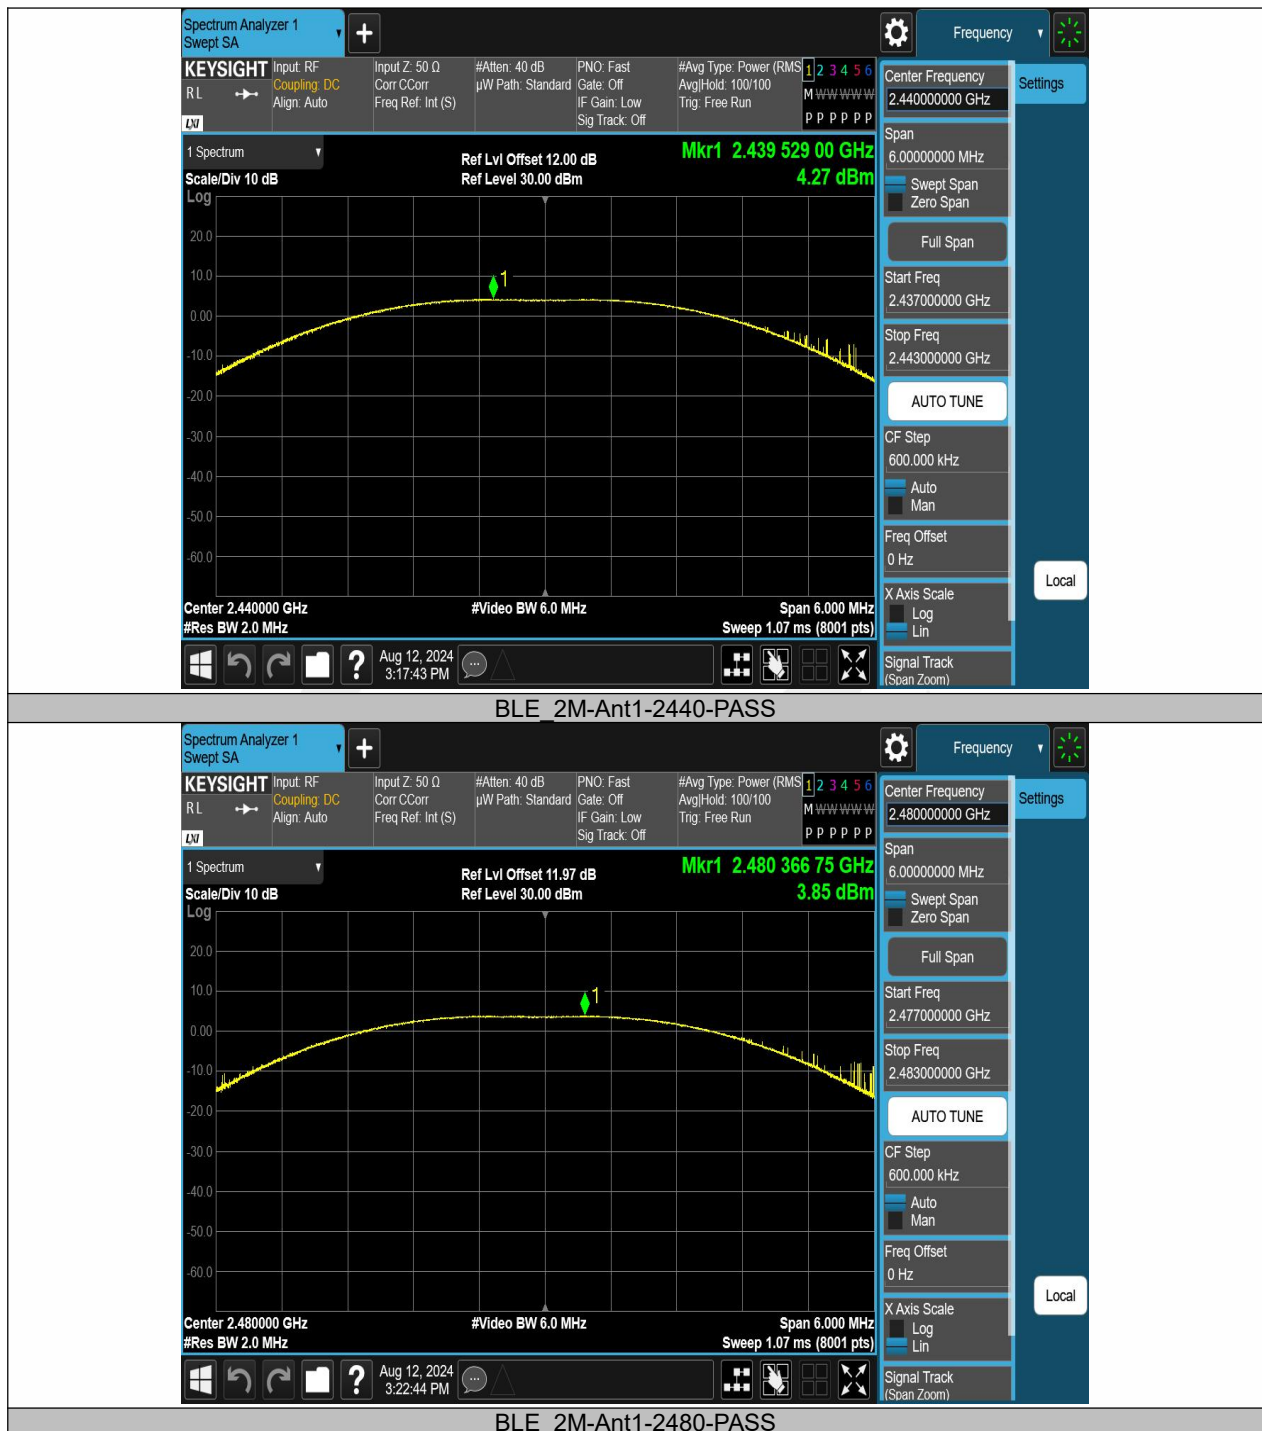 Spectrum Analyzer 1
Swept SA
+
Frequency
KEYSIGHT
RL
LXI
Input: RF
Coupling: DC
Align: Auto
Input Z: 50 Ω
Corr CCorr
Freq Ref: Int (S)
#Atten: 40 dB
µW Path: Standard
PNO: Fast
Gate: Off
IF Gain: Low
Sig Track: Off
#Avg Type: Power (RMS
Avg|Hold: 100/100
Trig: Free Run
1 2 3 4 5 6
M W W W W W
P P P P P P
1 Spectrum
Scale/Div 10 dB
Log
Ref Lvl Offset 12.00 dB
Ref Level 30.00 dBm
Mkr1 2.439 529 00 GHz
4.27 dBm
20.0
10.0
0.00
-10.0
-20.0
-30.0
-40.0
-50.0
-60.0
1
Center 2.440000 GHz
#Res BW 2.0 MHz
#Video BW 6.0 MHz
Span 6.000 MHz
Sweep 1.07 ms (8001 pts)
?
Aug 12, 2024
3:17:43 PM
Center Frequency
2.440000000 GHz
Span
6.00000000 MHz
Swept Span
Zero Span
Full Span
Start Freq
2.437000000 GHz
Stop Freq
2.443000000 GHz
AUTO TUNE
CF Step
600.000 kHz
Auto
Man
Freq Offset
0 Hz
X Axis Scale
Log
Lin
Signal Track
(Span Zoom)
Settings
Local
BLE_2M-Ant1-2440-PASS
Spectrum Analyzer 1
Swept SA
+
Frequency
KEYSIGHT
RL
LXI
Input: RF
Coupling: DC
Align: Auto
Input Z: 50 Ω
Corr CCorr
Freq Ref: Int (S)
#Atten: 40 dB
µW Path: Standard
PNO: Fast
Gate: Off
IF Gain: Low
Sig Track: Off
#Avg Type: Power (RMS
Avg|Hold: 100/100
Trig: Free Run
1 2 3 4 5 6
M W W W W W
P P P P P P
1 Spectrum
Scale/Div 10 dB
Log
Ref Lvl Offset 11.97 dB
Ref Level 30.00 dBm
Mkr1 2.480 366 75 GHz
3.85 dBm
20.0
10.0
0.00
-10.0
-20.0
-30.0
-40.0
-50.0
-60.0
1
Center 2.480000 GHz
#Res BW 2.0 MHz
#Video BW 6.0 MHz
Span 6.000 MHz
Sweep 1.07 ms (8001 pts)
?
Aug 12, 2024
3:22:44 PM
Center Frequency
2.480000000 GHz
Span
6.00000000 MHz
Swept Span
Zero Span
Full Span
Start Freq
2.477000000 GHz
Stop Freq
2.483000000 GHz
AUTO TUNE
CF Step
600.000 kHz
Auto
Man
Freq Offset
0 Hz
X Axis Scale
Log
Lin
Signal Track
(Span Zoom)
Settings
Local
BLE_2M-Ant1-2480-PASS